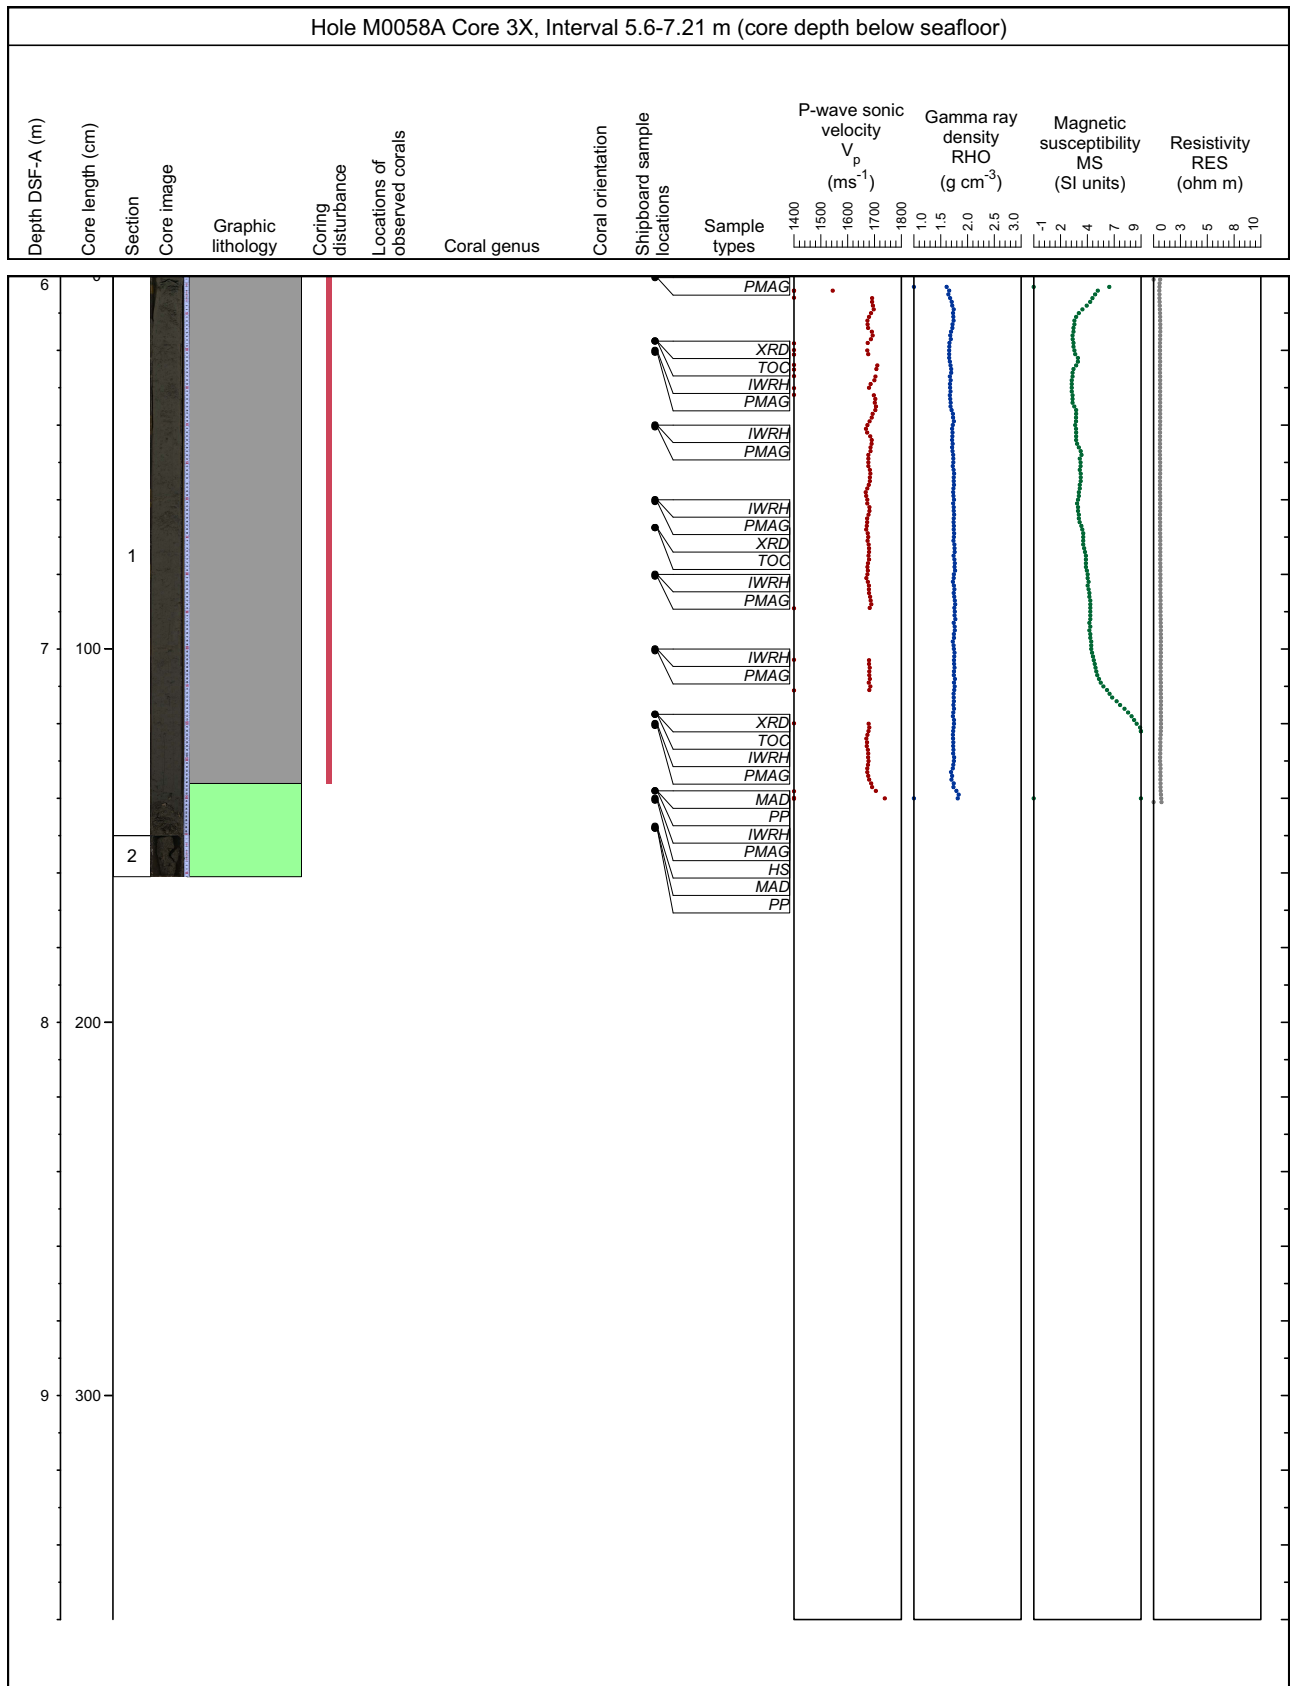 Hole M0058A Core 3X, Interval 5.6-7.21 m (core depth below seafloor)
Depth DSF-A (m)
Core length (cm)
Section
Core image
Graphic
lithology
Coring
disturbance
Locations of
observed corals
Coral genus
Coral orientation
Shipboard sample
locations
Sample
types
P-wave sonic
velocity
Vp
(ms-1)
1400 1500 1600 1700 1800
Gamma ray
density
RHO
(g cm-3)
1.0 1.5 2.0 2.5 3.0
Magnetic
susceptibility
MS
(SI units)
-1 2 4 7 9
Resistivity
RES
(ohm m)
0 3 5 8 10
6 0
PMAG
XRD
TOC
IWRH
PMAG
IWRH
PMAG
IWRH
PMAG
XRD
TOC
1
IWRH
PMAG
7 100
IWRH
PMAG
XRD
TOC
IWRH
PMAG
MAD
PP
IWRH
PMAG
2
HS
MAD
PP
8 200
9 300